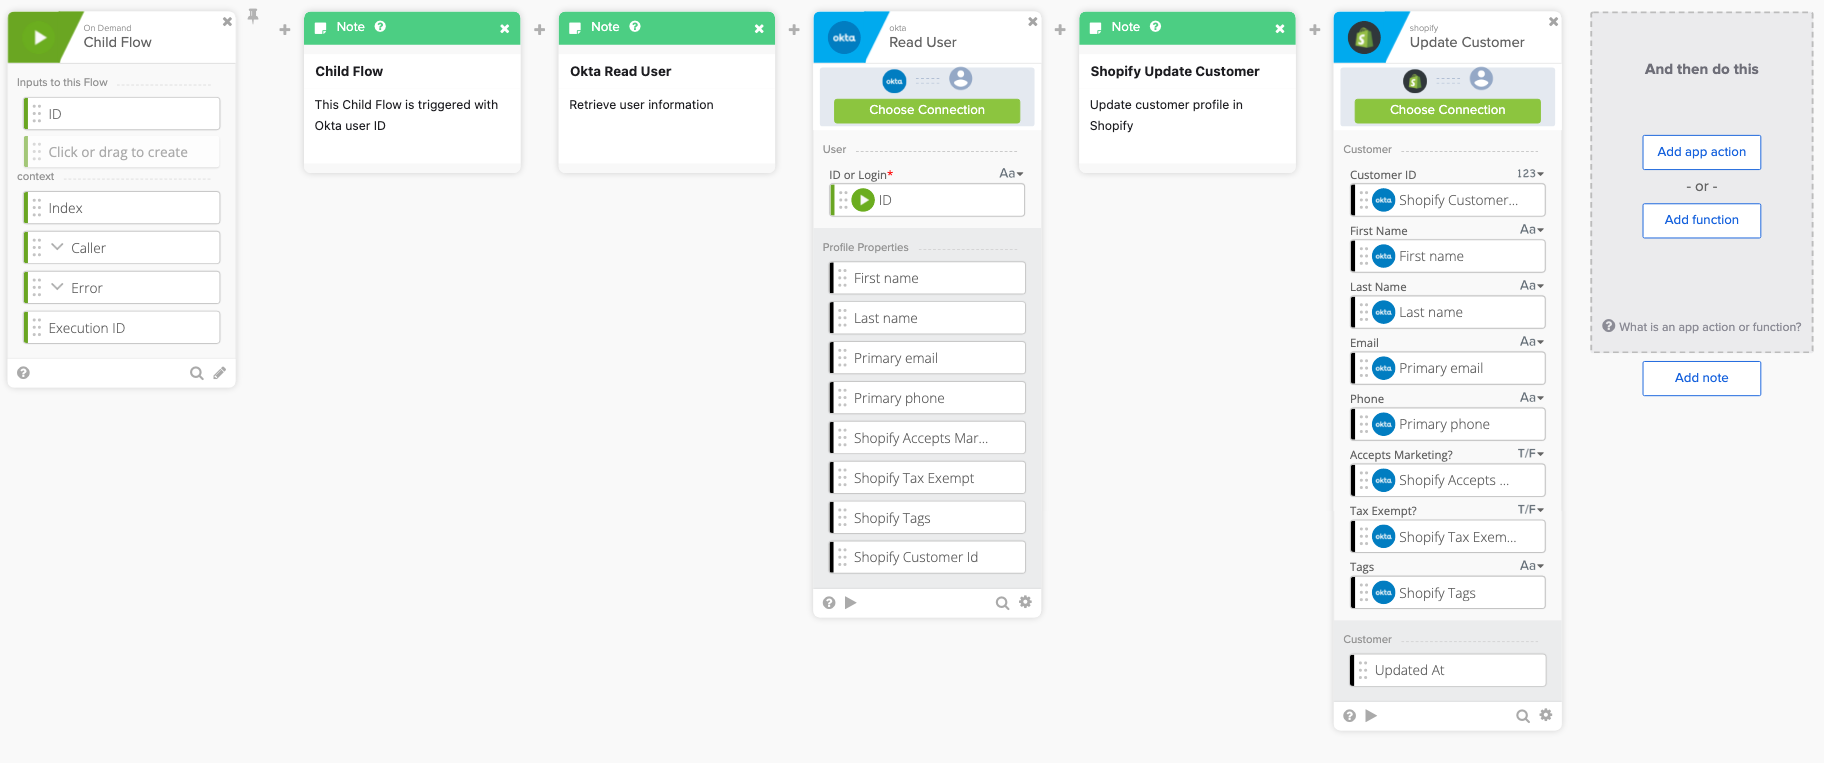 On Demand
Child Flow
Inputs to this Flow
ID
Click or drag to create
context
Index
Caller
Error
Execution ID
Note
Child Flow
This Child Flow is triggered with
Okta user ID
Note
Okta Read User
Retrieve user information
okta
okta
Read User
okta
Choose Connection
User
ID or Login*
Aa
ID
Profile Properties
First name
Last name
Primary email
Primary phone
Shopify Accepts Mar...
Shopify Tax Exempt
Shopify Tags
Shopify Customer Id
Note
Shopify Update Customer
Update customer profile in
Shopify
shopify
Update Customer
Choose Connection
Customer
Customer ID
123
okta
Shopify Customer...
First Name
Aa
okta
First name
Last Name
Aa
okta
Last name
Email
Aa
okta
Primary email
Phone
Aa
okta
Primary phone
Accepts Marketing?
T/F
okta
Shopify Accepts ...
Tax Exempt?
T/F
okta
Shopify Tax Exem...
Tags
Aa
okta
Shopify Tags
Customer
Updated At
And then do this
Add app action
- or -
Add function
What is an app action or function?
Add note